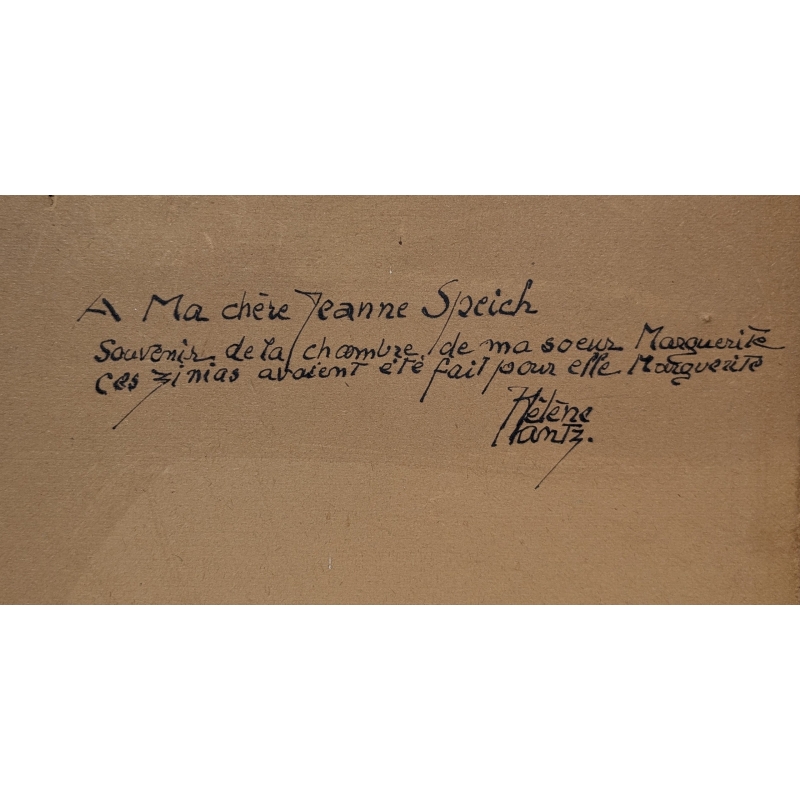 A Ma chère Jeanne Speich
Souvenir de la chambre de ma soeur Marguerite
ces zinias avaient été fait pour elle Marguerite
Hélène
Hantz.